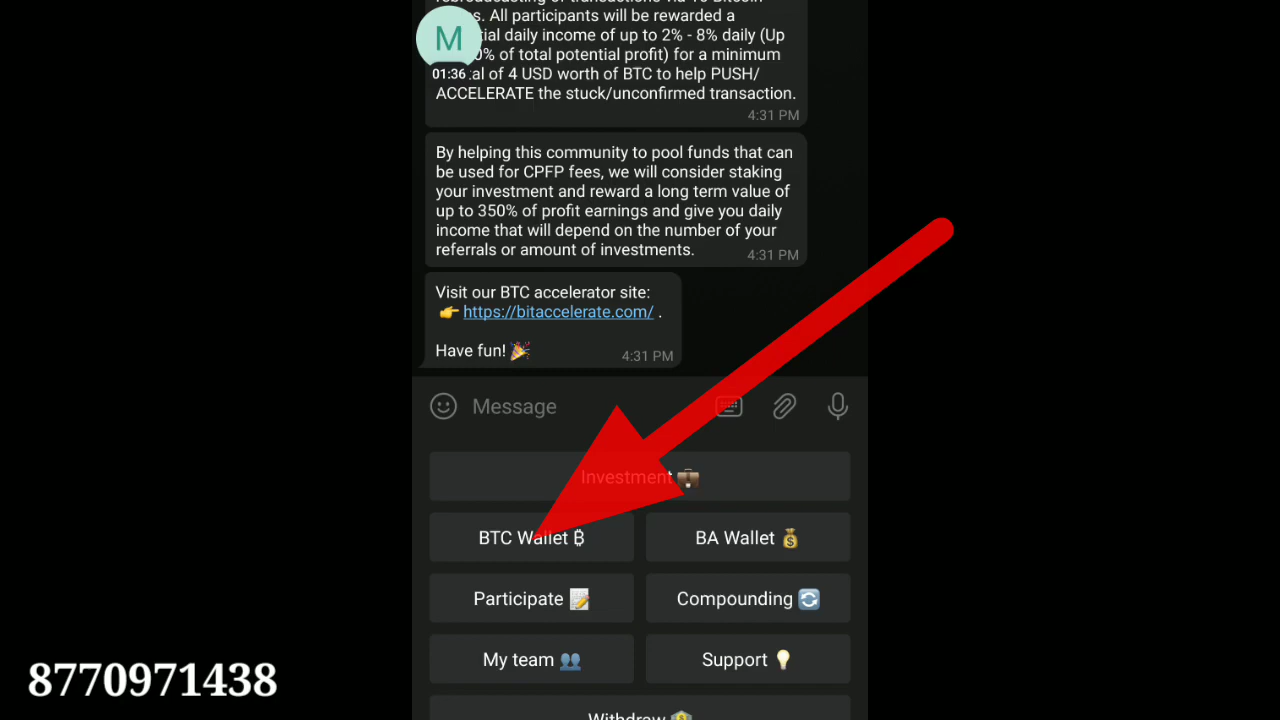 s. All participants will be rewarded a
tial daily income of up to 2% - 8% daily (Up
0% of total potential profit) for a minimum
al of 4 USD worth of BTC to help PUSH/
ACCELERATE the stuck/unconfirmed transaction.
4:31 PM
M
01:36
By helping this community to pool funds that can
be used for CPFP fees, we will consider staking
your investment and reward a long term value of
up to 350% of profit earnings and give you daily
income that will depend on the number of your
referrals or amount of investments.
4:31 PM
Visit our BTC accelerator site:
👉 https://bitaccelerate.com/ .
Have fun! 🎉
4:31 PM
Message
Investment 💼
BTC Wallet ₿
BA Wallet 💰
Participate 📝
Compounding 🔄
My team 👥
Support 💡
Withdraw
8770971438